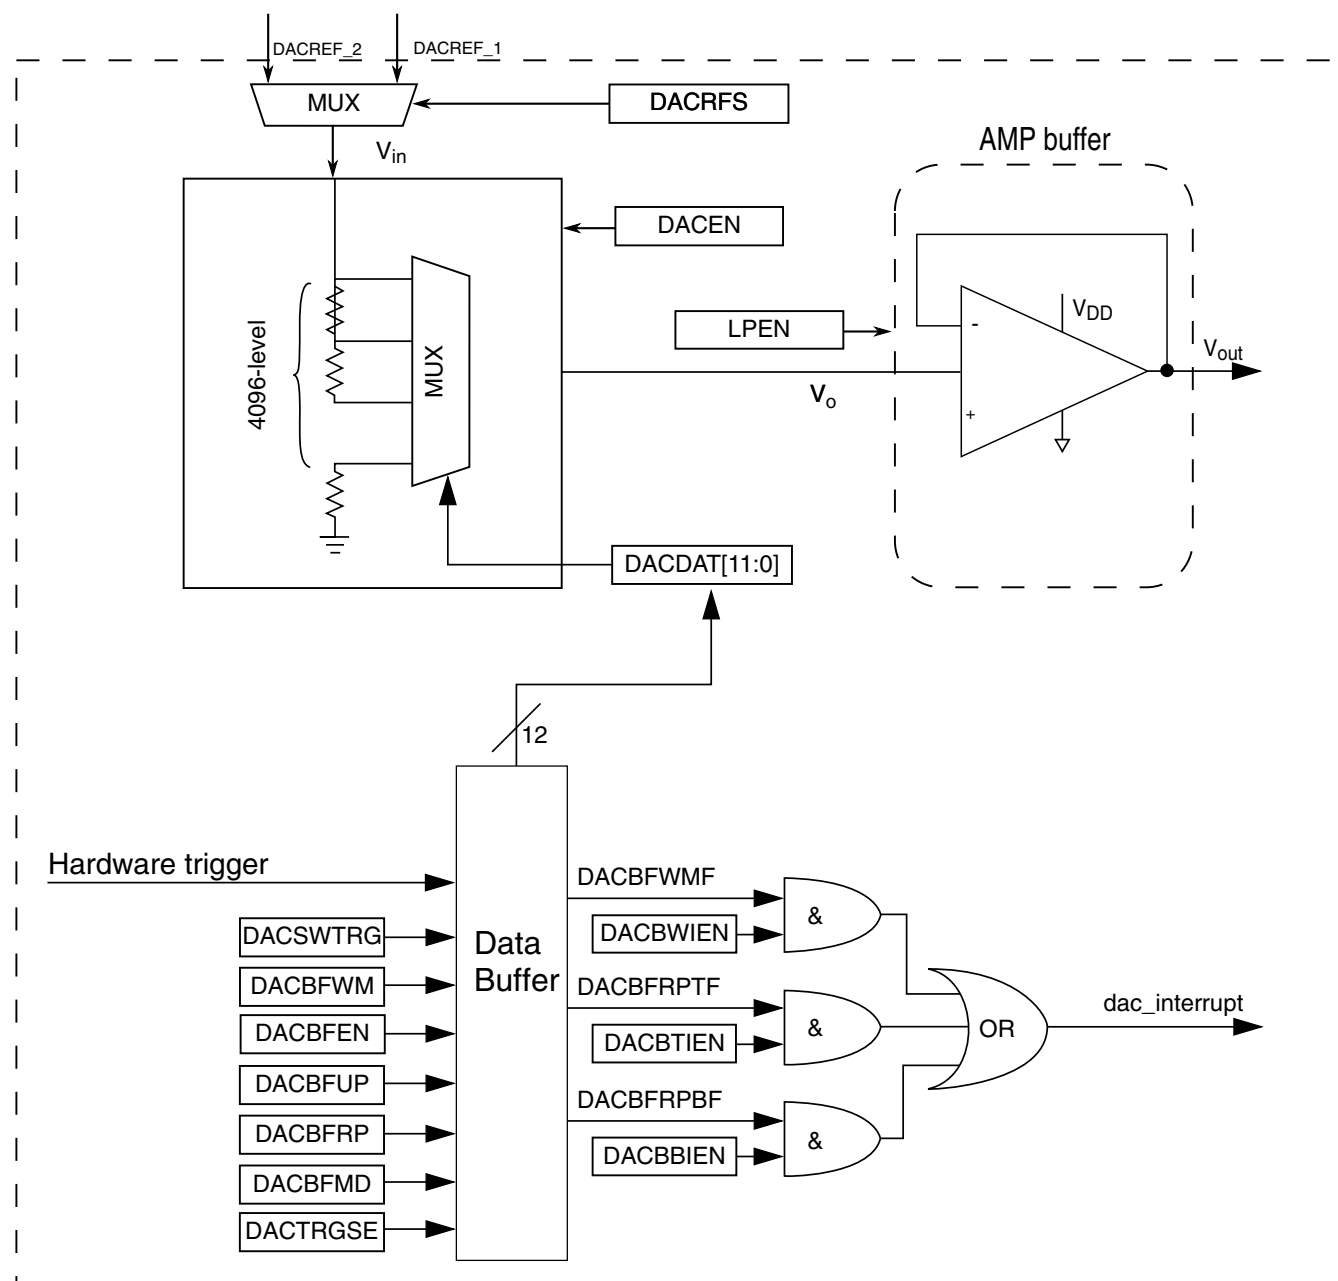 DACREF_2
DACREF_1
MUX
DACRFS
Vin
AMP buffer
DACEN
LPEN
VDD
-
4096-level
MUX
Vout
Vo
+
DACDAT[11:0]
12
Hardware trigger
DACBFWMF
&
DACSWTRG
DACBWIEN
Data
Buffer
DACBFWM
DACBFRPTF
dac_interrupt
DACBFEN
&
OR
DACBTIEN
DACBFUP
DACBFRPBF
DACBFRP
&
DACBBIEN
DACBFMD
DACTRGSE